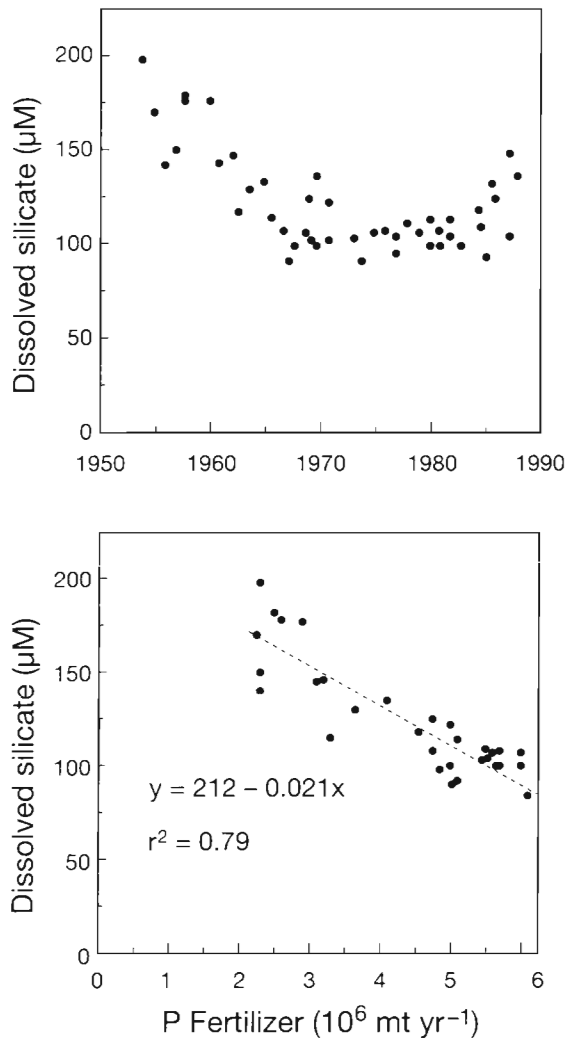 Dissolved silicate (µM)
200
150
100
50
0
1950 1960 1970 1980 1990
Dissolved silicate (µM)
200
150
100
50
0
y = 212 – 0.021x
r² = 0.79
0 1 2 3 4 5 6
P Fertilizer (10⁶ mt yr⁻¹)